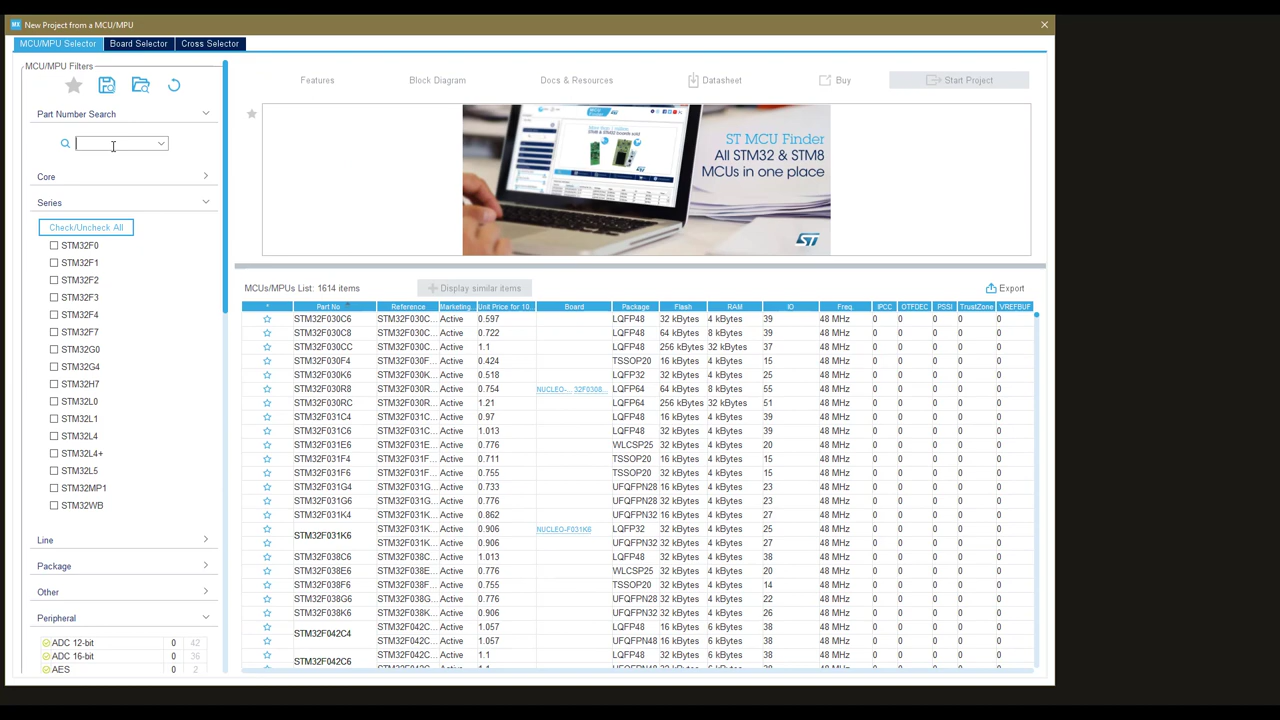 MX New Project from a MCU/MPU
MCU/MPU Selector Board Selector Cross Selector
MCU/MPU Filters
Part Number Search
Core
Series
Check/Uncheck All
STM32F0
STM32F1
STM32F2
STM32F3
STM32F4
STM32F7
STM32G0
STM32G4
STM32H7
STM32L0
STM32L1
STM32L4
STM32L4+
STM32L5
STM32MP1
STM32WB
Line
Package
Other
Peripheral
ADC 12-bit 0 42
ADC 16-bit 0 36
AES 0 2
Features Block Diagram Docs & Resources Datasheet Buy Start Project
ST MCU Finder
All STM32 & STM8
MCUs in one place
ST
MCUs/MPUs List: 1614 items + Display similar items Export
* Part No Reference Marketing Unit Price for 10 Board Package Flash RAM IO Freq IPCC OTFDEC PSSI TrustZone VREFBUF
STM32F030C6 STM32F030C... Active 0.597 LQFP48 32 kBytes 4 kBytes 39 48 MHz 0 0 0 0 0
STM32F030C8 STM32F030C... Active 0.722 LQFP48 64 kBytes 8 kBytes 39 48 MHz 0 0 0 0 0
STM32F030CC STM32F030C... Active 1.1 LQFP48 256 kBytes 32 kBytes 37 48 MHz 0 0 0 0 0
STM32F030F4 STM32F030F... Active 0.424 TSSOP20 16 kBytes 4 kBytes 15 48 MHz 0 0 0 0 0
STM32F030K6 STM32F030K... Active 0.518 LQFP32 32 kBytes 4 kBytes 25 48 MHz 0 0 0 0 0
STM32F030R8 STM32F030R... Active 0.754 NUCLEO-... 32F0308... LQFP64 64 kBytes 8 kBytes 55 48 MHz 0 0 0 0 0
STM32F030RC STM32F030R... Active 1.21 LQFP64 256 kBytes 32 kBytes 51 48 MHz 0 0 0 0 0
STM32F031C4 STM32F031C... Active 0.97 LQFP48 16 kBytes 4 kBytes 39 48 MHz 0 0 0 0 0
STM32F031C6 STM32F031C... Active 1.013 LQFP48 32 kBytes 4 kBytes 39 48 MHz 0 0 0 0 0
STM32F031E6 STM32F031E... Active 0.776 WLCSP25 32 kBytes 4 kBytes 20 48 MHz 0 0 0 0 0
STM32F031F4 STM32F031F... Active 0.711 TSSOP20 16 kBytes 4 kBytes 15 48 MHz 0 0 0 0 0
STM32F031F6 STM32F031F... Active 0.755 TSSOP20 32 kBytes 4 kBytes 15 48 MHz 0 0 0 0 0
STM32F031G4 STM32F031G... Active 0.733 UFQFPN28 16 kBytes 4 kBytes 23 48 MHz 0 0 0 0 0
STM32F031G6 STM32F031G... Active 0.776 UFQFPN28 32 kBytes 4 kBytes 23 48 MHz 0 0 0 0 0
STM32F031K4 STM32F031K... Active 0.862 UFQFPN32 16 kBytes 4 kBytes 27 48 MHz 0 0 0 0 0
STM32F031K6 STM32F031K... Active 0.906 NUCLEO-F031K6 LQFP32 32 kBytes 4 kBytes 25 48 MHz 0 0 0 0 0
STM32F031K... Active 0.906 UFQFPN32 32 kBytes 4 kBytes 27 48 MHz 0 0 0 0 0
STM32F038C6 STM32F038C... Active 1.013 LQFP48 32 kBytes 4 kBytes 38 48 MHz 0 0 0 0 0
STM32F038E6 STM32F038E... Active 0.776 WLCSP25 32 kBytes 4 kBytes 20 48 MHz 0 0 0 0 0
STM32F038F6 STM32F038F... Active 0.755 TSSOP20 32 kBytes 4 kBytes 14 48 MHz 0 0 0 0 0
STM32F038G6 STM32F038G... Active 0.776 UFQFPN28 32 kBytes 4 kBytes 22 48 MHz 0 0 0 0 0
STM32F038K6 STM32F038K... Active 0.906 UFQFPN32 32 kBytes 4 kBytes 26 48 MHz 0 0 0 0 0
STM32F042C4 STM32F042C... Active 1.057 LQFP48 16 kBytes 6 kBytes 38 48 MHz 0 0 0 0 0
STM32F042C... Active 1.057 UFQFPN48 16 kBytes 6 kBytes 38 48 MHz 0 0 0 0 0
STM32F042C6 STM32F042C... Active 1.1 LQFP48 32 kBytes 6 kBytes 38 48 MHz 0 0 0 0 0